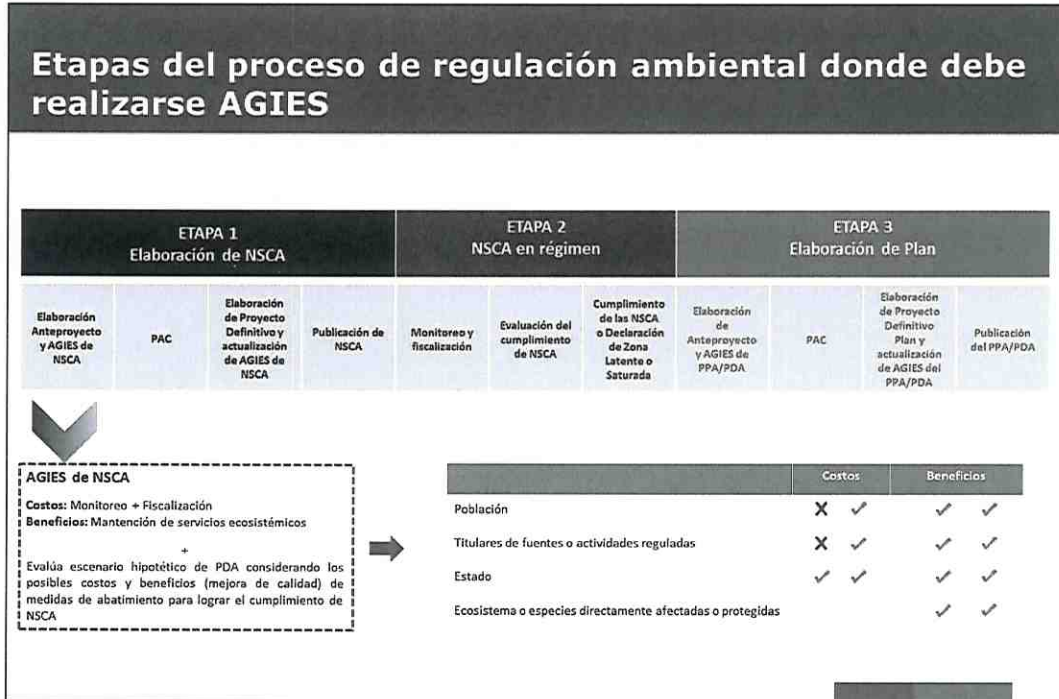 Etapas del proceso de regulación ambiental donde debe
realizarse AGIES
ETAPA 1
Elaboración de NSCA
ETAPA 2
NSCA en régimen
ETAPA 3
Elaboración de Plan
Elaboración
Anteproyecto
y AGIES de
NSCA
PAC
Elaboración
de Proyecto
Definitivo y
actualización
de AGIES de
NSCA
Publicación de
NSCA
Monitoreo y
fiscalización
Evaluación del
cumplimiento
de NSCA
Cumplimiento
de las NSCA
o Declaración
de Zona
Latente o
Saturada
Elaboración
de
Anteproyecto
y AGIES de
PPA/PDA
PAC
Elaboración
de Proyecto
Definitivo
Plan y
actualización
de AGIES del
PPA/PDA
Publicación
del PPA/PDA
AGIES de NSCA
Costos: Monitoreo + Fiscalización
Beneficios: Mantención de servicios ecosistémicos
+
Evalúa escenario hipotético de PDA considerando los
posibles costos y beneficios (mejora de calidad) de
medidas de abatimiento para lograr el cumplimiento de
NSCA
Costos Beneficios
Población X ✓ ✓ ✓
Titulares de fuentes o actividades reguladas X ✓ ✓ ✓
Estado ✓ ✓ ✓ ✓
Ecosistema o especies directamente afectadas o protegidas ✓ ✓